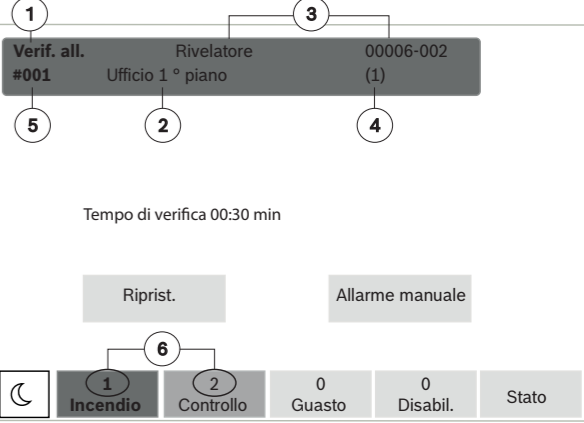 1 3
Verif. all. Rivelatore 00006-002
#001 Ufficio 1 ° piano (1)
5 2 4
Tempo di verifica 00:30 min
Riprist. Allarme manuale
6
1 2 0 0
Incendio Controllo Guasto Disabil. Stato